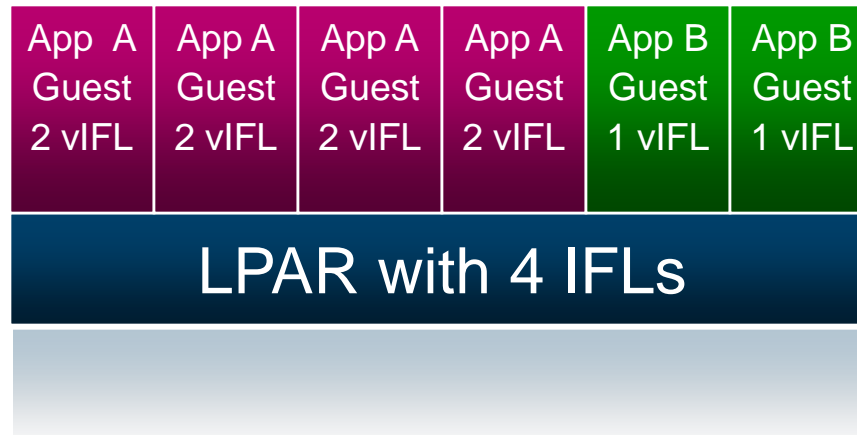 App A
Guest
2 vIFL
App A
Guest
2 vIFL
App A
Guest
2 vIFL
App A
Guest
2 vIFL
App B
Guest
1 vIFL
App B
Guest
1 vIFL
LPAR with 4 IFLs